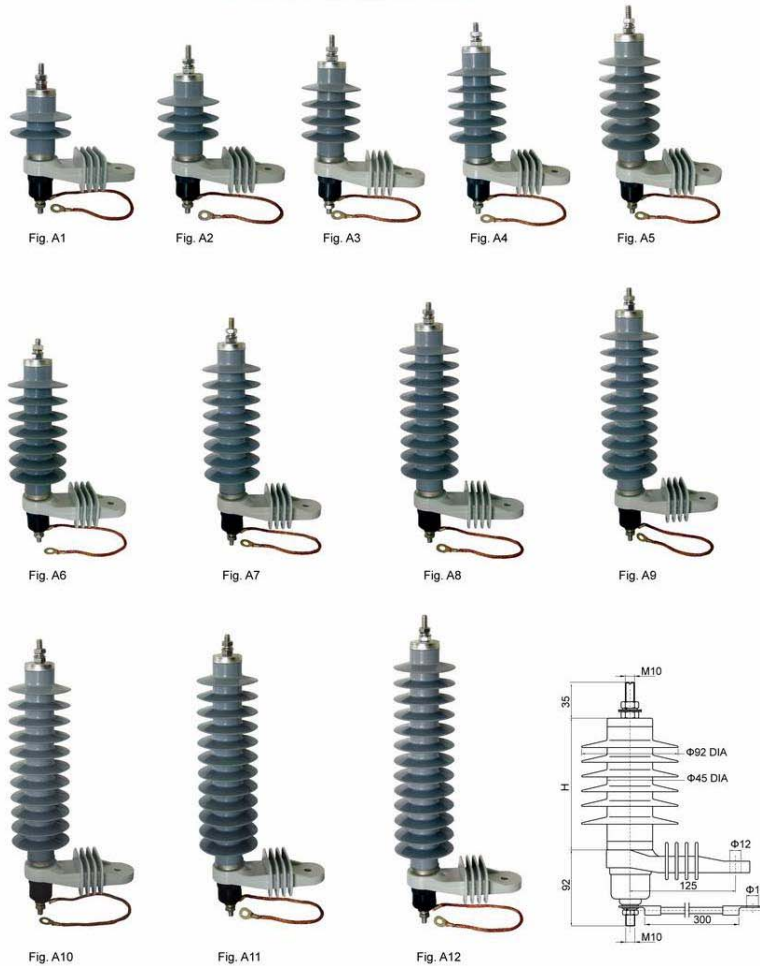 Fig. A1
Fig. A2
Fig. A3
Fig. A4
Fig. A5
Fig. A6
Fig. A7
Fig. A8
Fig. A9
Fig. A10
Fig. A11
Fig. A12
M10
35
Φ92 DIA
Φ45 DIA
H
Φ12
92
125
300
M10